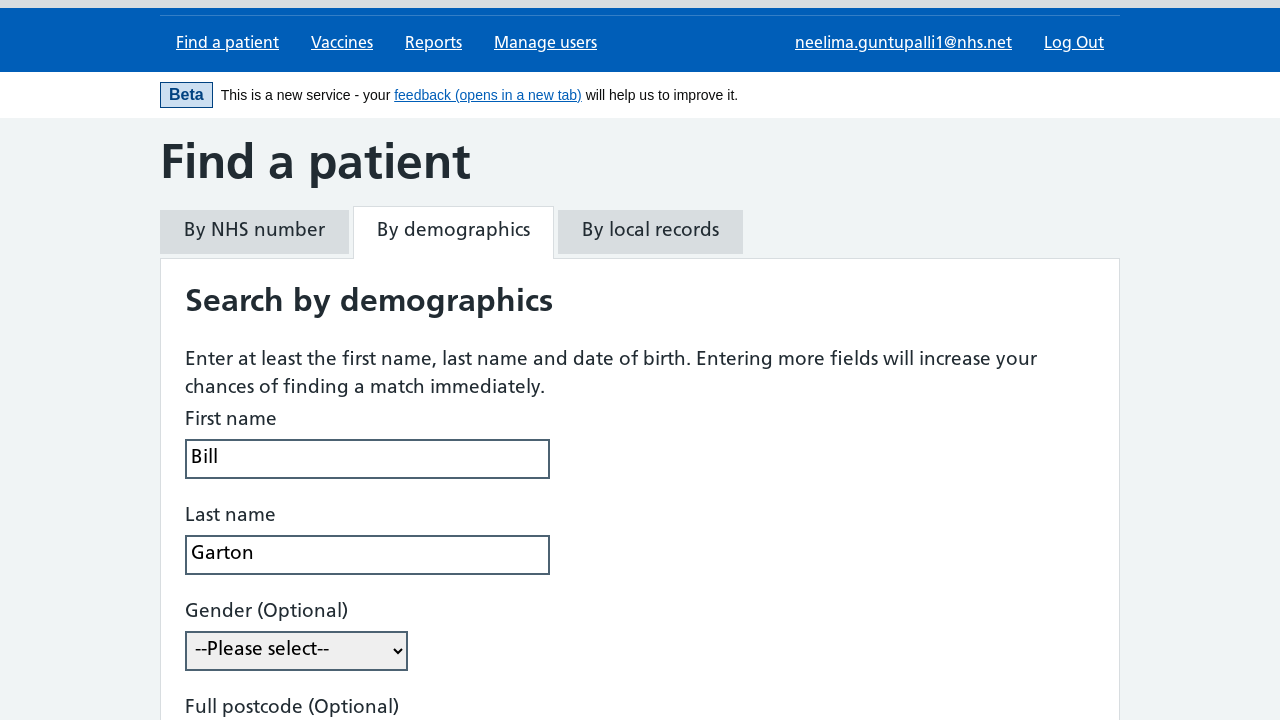 Find a patient Vaccines Reports Manage users neelima.guntupalli1@nhs.net Log Out
Beta This is a new service - your feedback (opens in a new tab) will help us to improve it.
Find a patient
By NHS number By demographics By local records
Search by demographics
Enter at least the first name, last name and date of birth. Entering more fields will increase your
chances of finding a match immediately.
First name
Bill
Last name
Garton
Gender (Optional)
--Please select--
Full postcode (Optional)